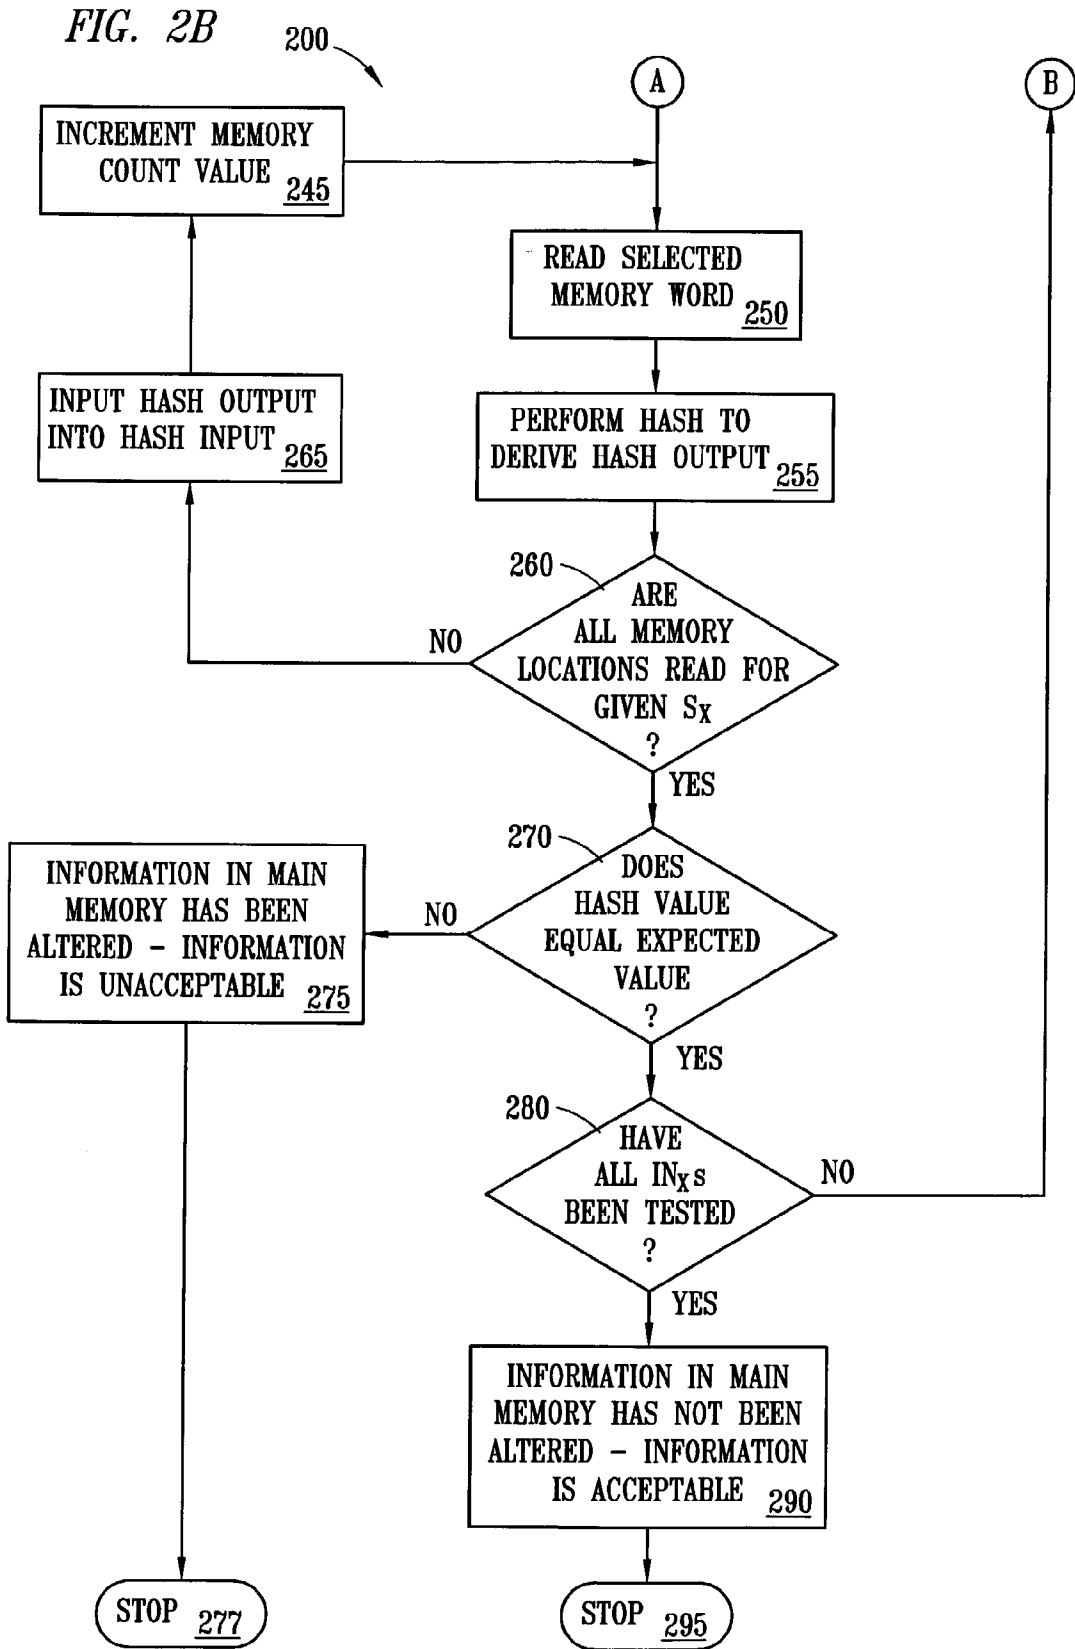 FIG. 2B
200
A
B
INCREMENT MEMORY
COUNT VALUE 245
READ SELECTED
MEMORY WORD 250
INPUT HASH OUTPUT
INTO HASH INPUT 265
PERFORM HASH TO
DERIVE HASH OUTPUT 255
260
ARE
ALL MEMORY
LOCATIONS READ FOR
GIVEN SX
?
NO
YES
270
DOES
HASH VALUE
EQUAL EXPECTED
VALUE
?
NO
INFORMATION IN MAIN
MEMORY HAS BEEN
ALTERED – INFORMATION
IS UNACCEPTABLE 275
YES
280
HAVE
ALL INXS
BEEN TESTED
?
NO
YES
INFORMATION IN MAIN
MEMORY HAS NOT BEEN
ALTERED – INFORMATION
IS ACCEPTABLE 290
STOP 277
STOP 295